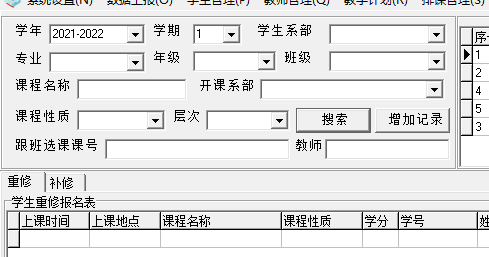 系统设置(N) 数据上报(O) 学生管理(P) 教师管理(Q) 教学计划(R) 排课管理(S)
学年 2021-2022 学期 1 学生系部
专业 年级 班级
课程名称 开课系部
课程性质 层次 搜索 增加记录
跟班选课课号 教师
序
1
2
4
5
3
重修 补修
学生重修报名表
上课时间 上课地点 课程名称 课程性质 学分 学号 姓